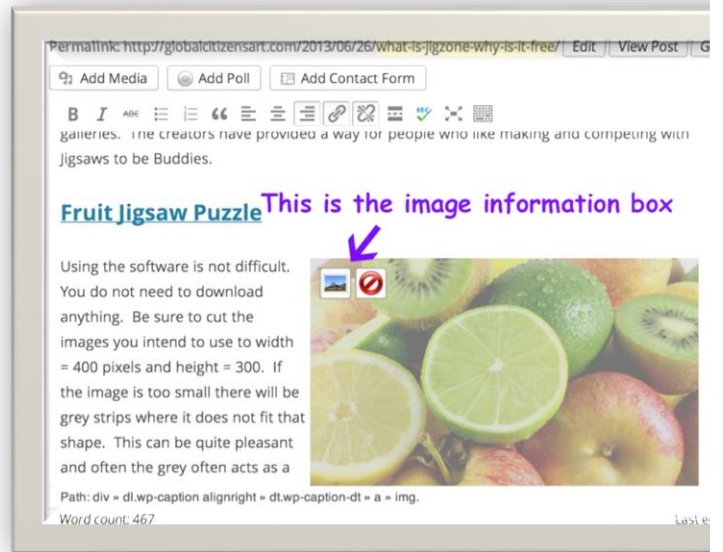 Permalink: http://globalcitizensart.com/2013/06/26/what-is-jigzone-why-is-it-free/ Edit View Post G
Add Media Add Poll Add Contact Form
B I ABC
galleries. The creators have provided a way for people who like making and competing with
Jigsaws to be Buddies.
Fruit Jigsaw Puzzle This is the image information box
Using the software is not difficult.
You do not need to download
anything. Be sure to cut the
images you intend to use to width
= 400 pixels and height = 300. If
the image is too small there will be
grey strips where it does not fit that
shape. This can be quite pleasant
and often the grey often acts as a
Path: div » dl.wp-caption alignright » dt.wp-caption-dt » a » img.
Word count: 467 Last e